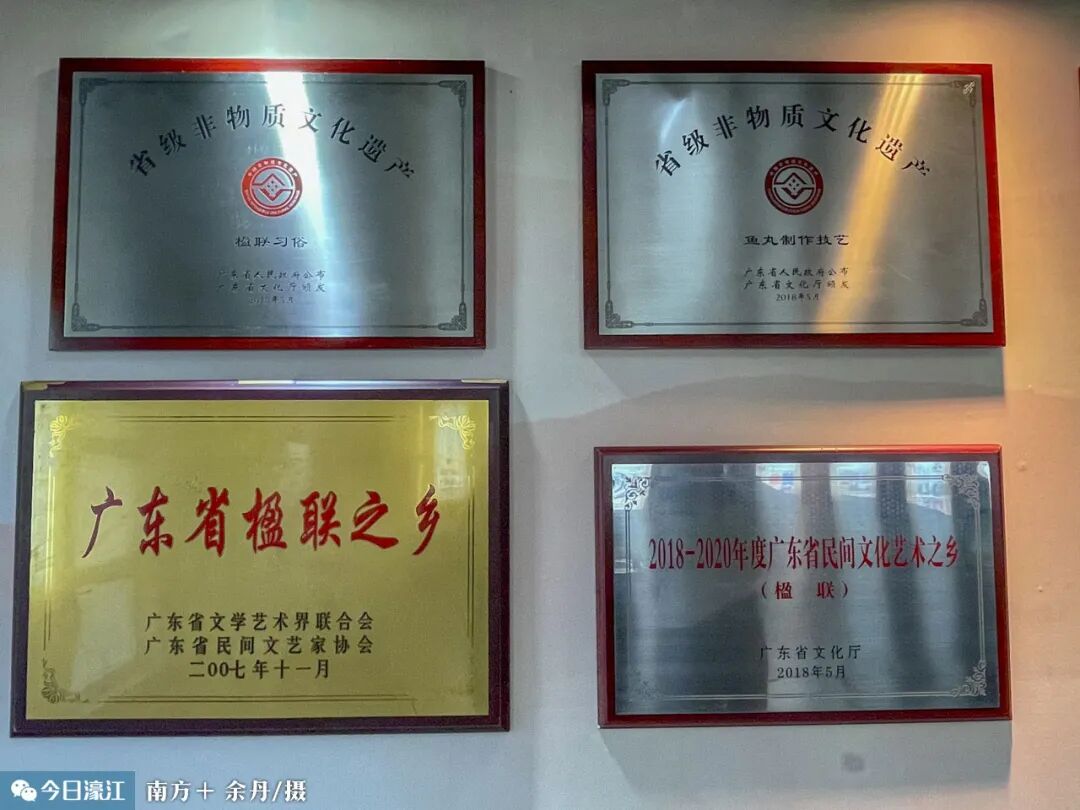 省级非物质文化遗产
楹联习俗
广东省人民政府公布
广东省文化厅颁发
省级非物质文化遗产
鱼丸制作技艺
广东省人民政府公布
广东省文化厅颁发
2018年5月
广东省楹联之乡
广东省文学艺术界联合会
广东省民间文艺家协会
二00七年十一月
2018-2020年度广东省民间文化艺术之乡
(楹 联)
广东省文化厅
2018年5月
今日濠江 南方+ 余丹/摄